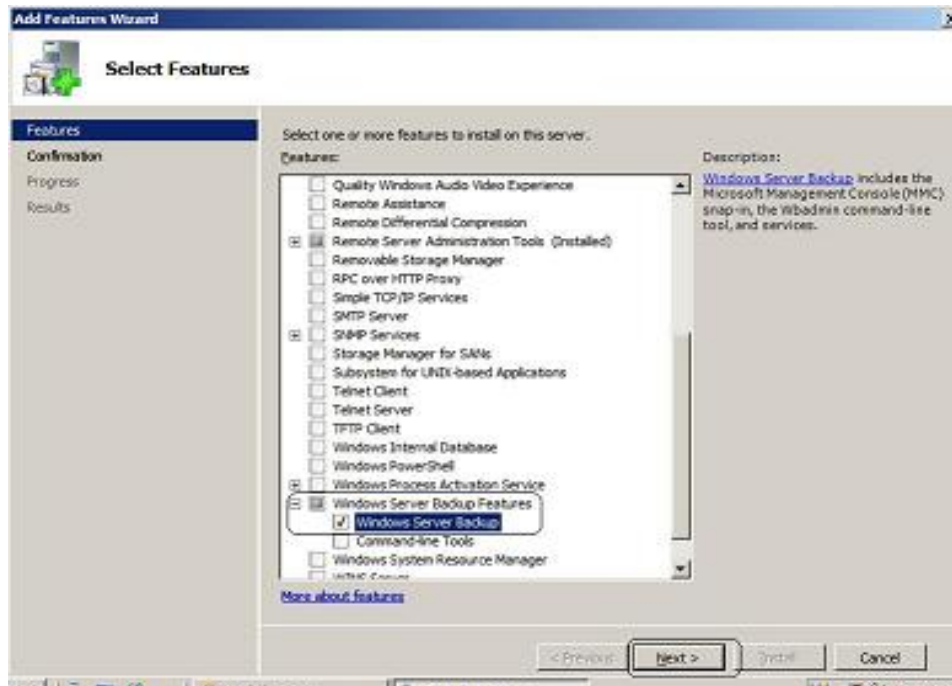 Add Features Wizard
Select Features
Features
Confirmation
Progress
Results
Select one or more features to install on this server.
Features:
Quality Windows Audio Video Experience
Remote Assistance
Remote Differential Compression
Remote Server Administration Tools (Installed)
Removable Storage Manager
RPC over HTTP Proxy
Simple TCP/IP Services
SMTP Server
SNMP Services
Storage Manager for SANs
Subsystem for UNIX-based Applications
Telnet Client
Telnet Server
TFTP Client
Windows Internal Database
Windows PowerShell
Windows Process Activation Service
Windows Server Backup Features
Windows Server Backup
Command-line Tools
Windows System Resource Manager
More about features
Description:
Windows Server Backup includes the
Microsoft Management Console (MMC)
snap-in, the Wbadmin command-line
tool, and services.
< Previous
Next >
Install
Cancel